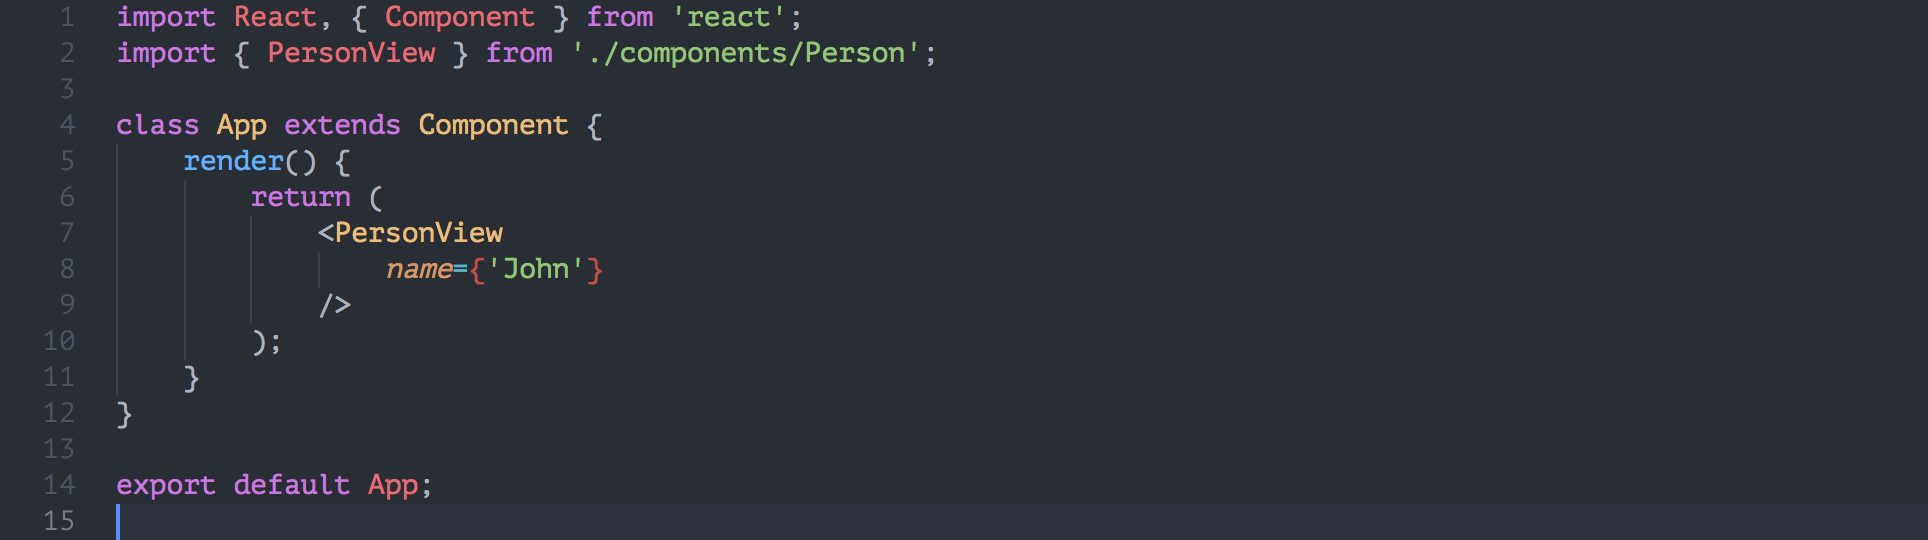 1 import React, { Component } from 'react';
2 import { PersonView } from './components/Person';
3
4 class App extends Component {
5     render() {
6         return (
7             <PersonView
8                 name={'John'}
9             />
10         );
11     }
12 }
13
14 export default App;
15